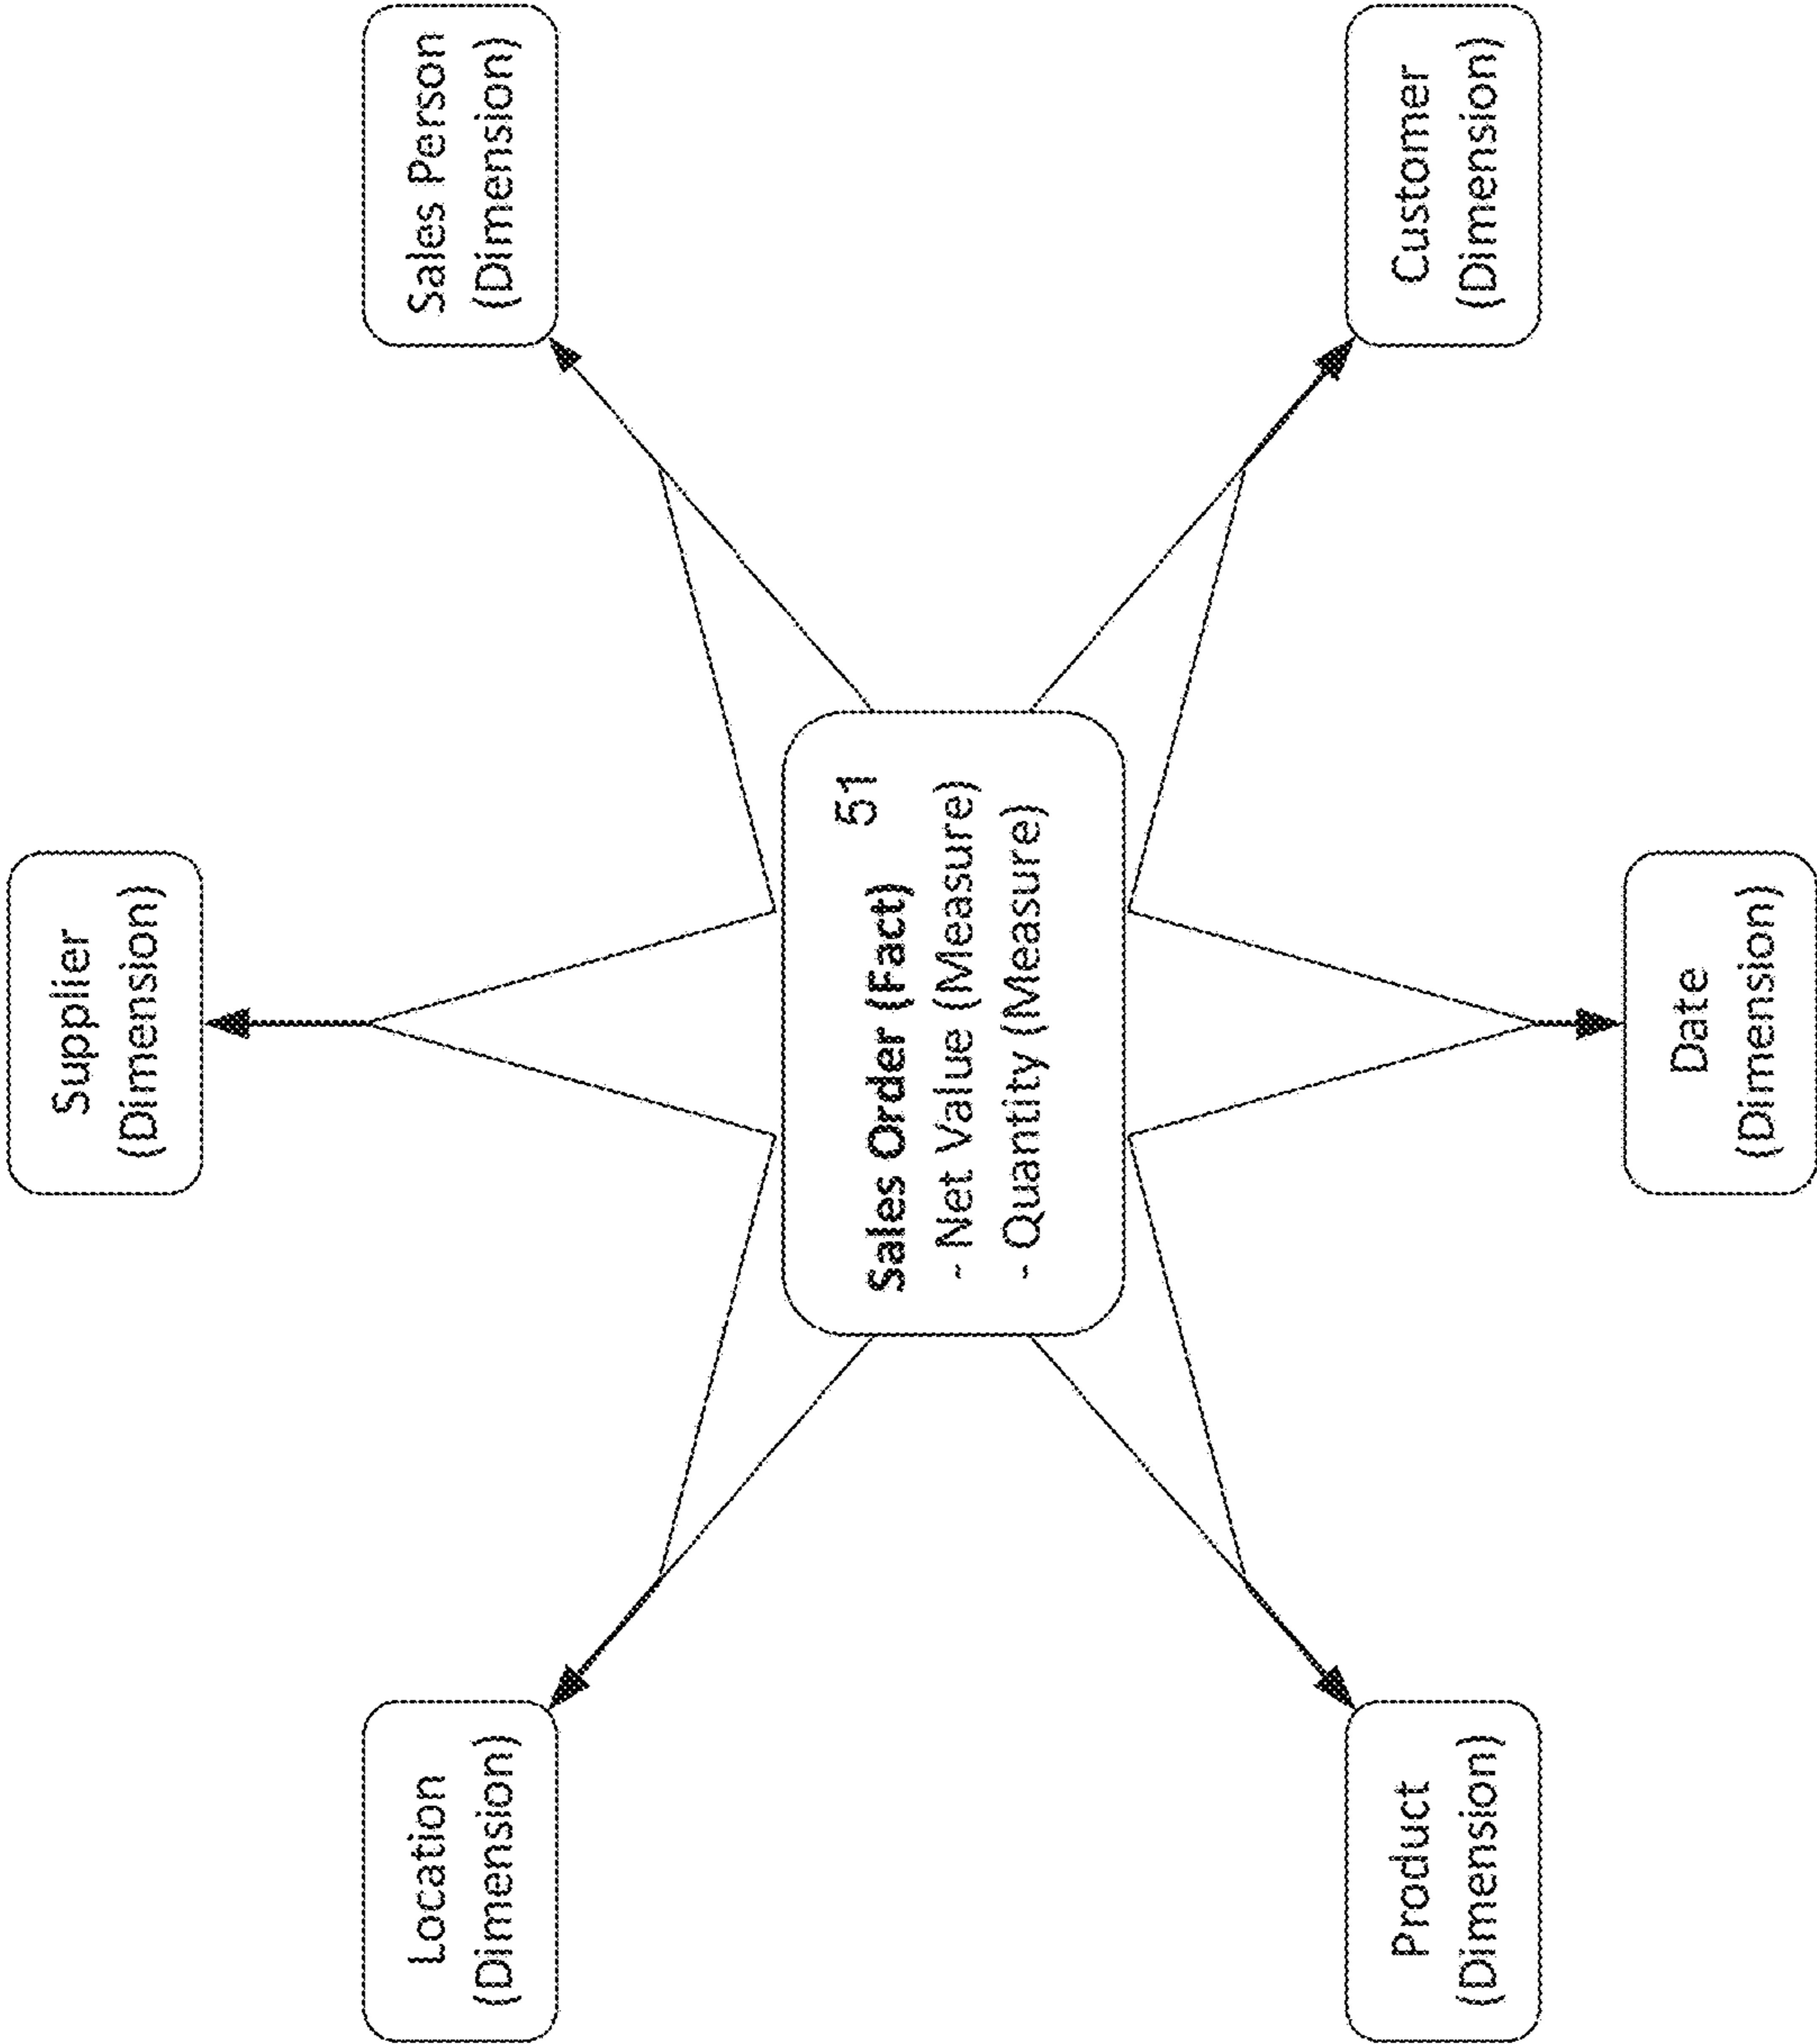 Supplier
(Dimension)
Location
(Dimension)
Sales Person
(Dimension)
51
Sales Order (Fact)
- Net Value (Measure)
- Quantity (Measure)
Product
(Dimension)
Customer
(Dimension)
Date
(Dimension)